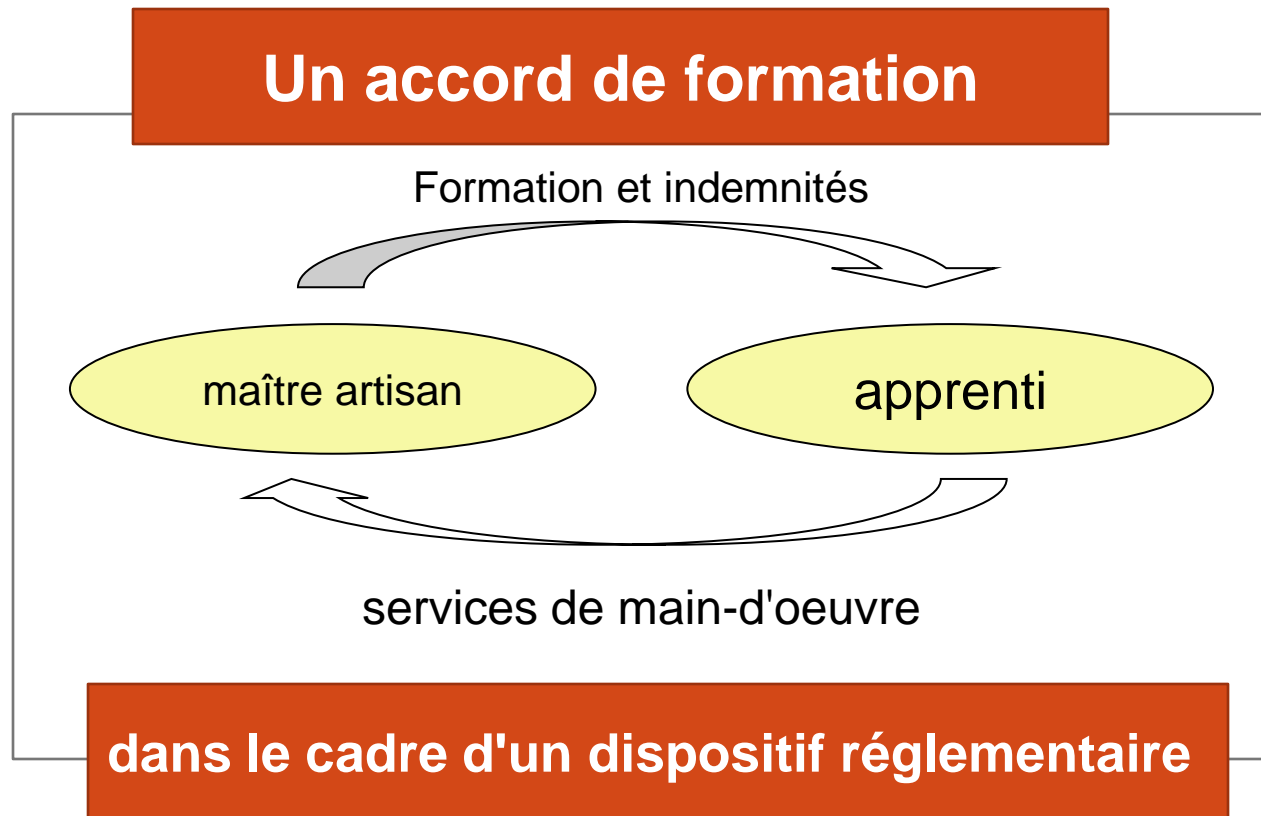 Un accord de formation
Formation et indemnités
maître artisan
apprenti
services de main-d'oeuvre
dans le cadre d'un dispositif réglementaire